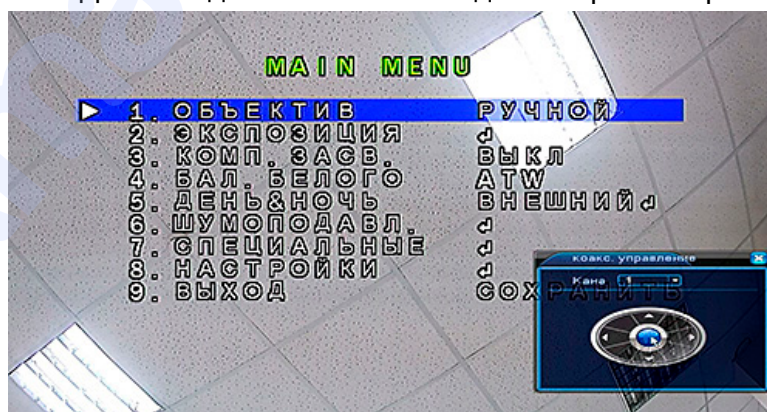 MAIN MENU
1. ОБЪЕКТИВ РУЧНОЙ
2. ЭКСПОЗИЦИЯ
3. КОМП. ЗАСВ. ВЫКЛ
4. БАЛ. БЕЛОГО ATW
5. ДЕНЬ&НОЧЬ ВНЕШНИЙ
6. ШУМОПОДАВЛ.
7. СПЕЦИАЛЬНЫЕ
8. НАСТРОЙКИ
9. ВЫХОД СОХРАНИТЬ
коакс. управление
Кана 1